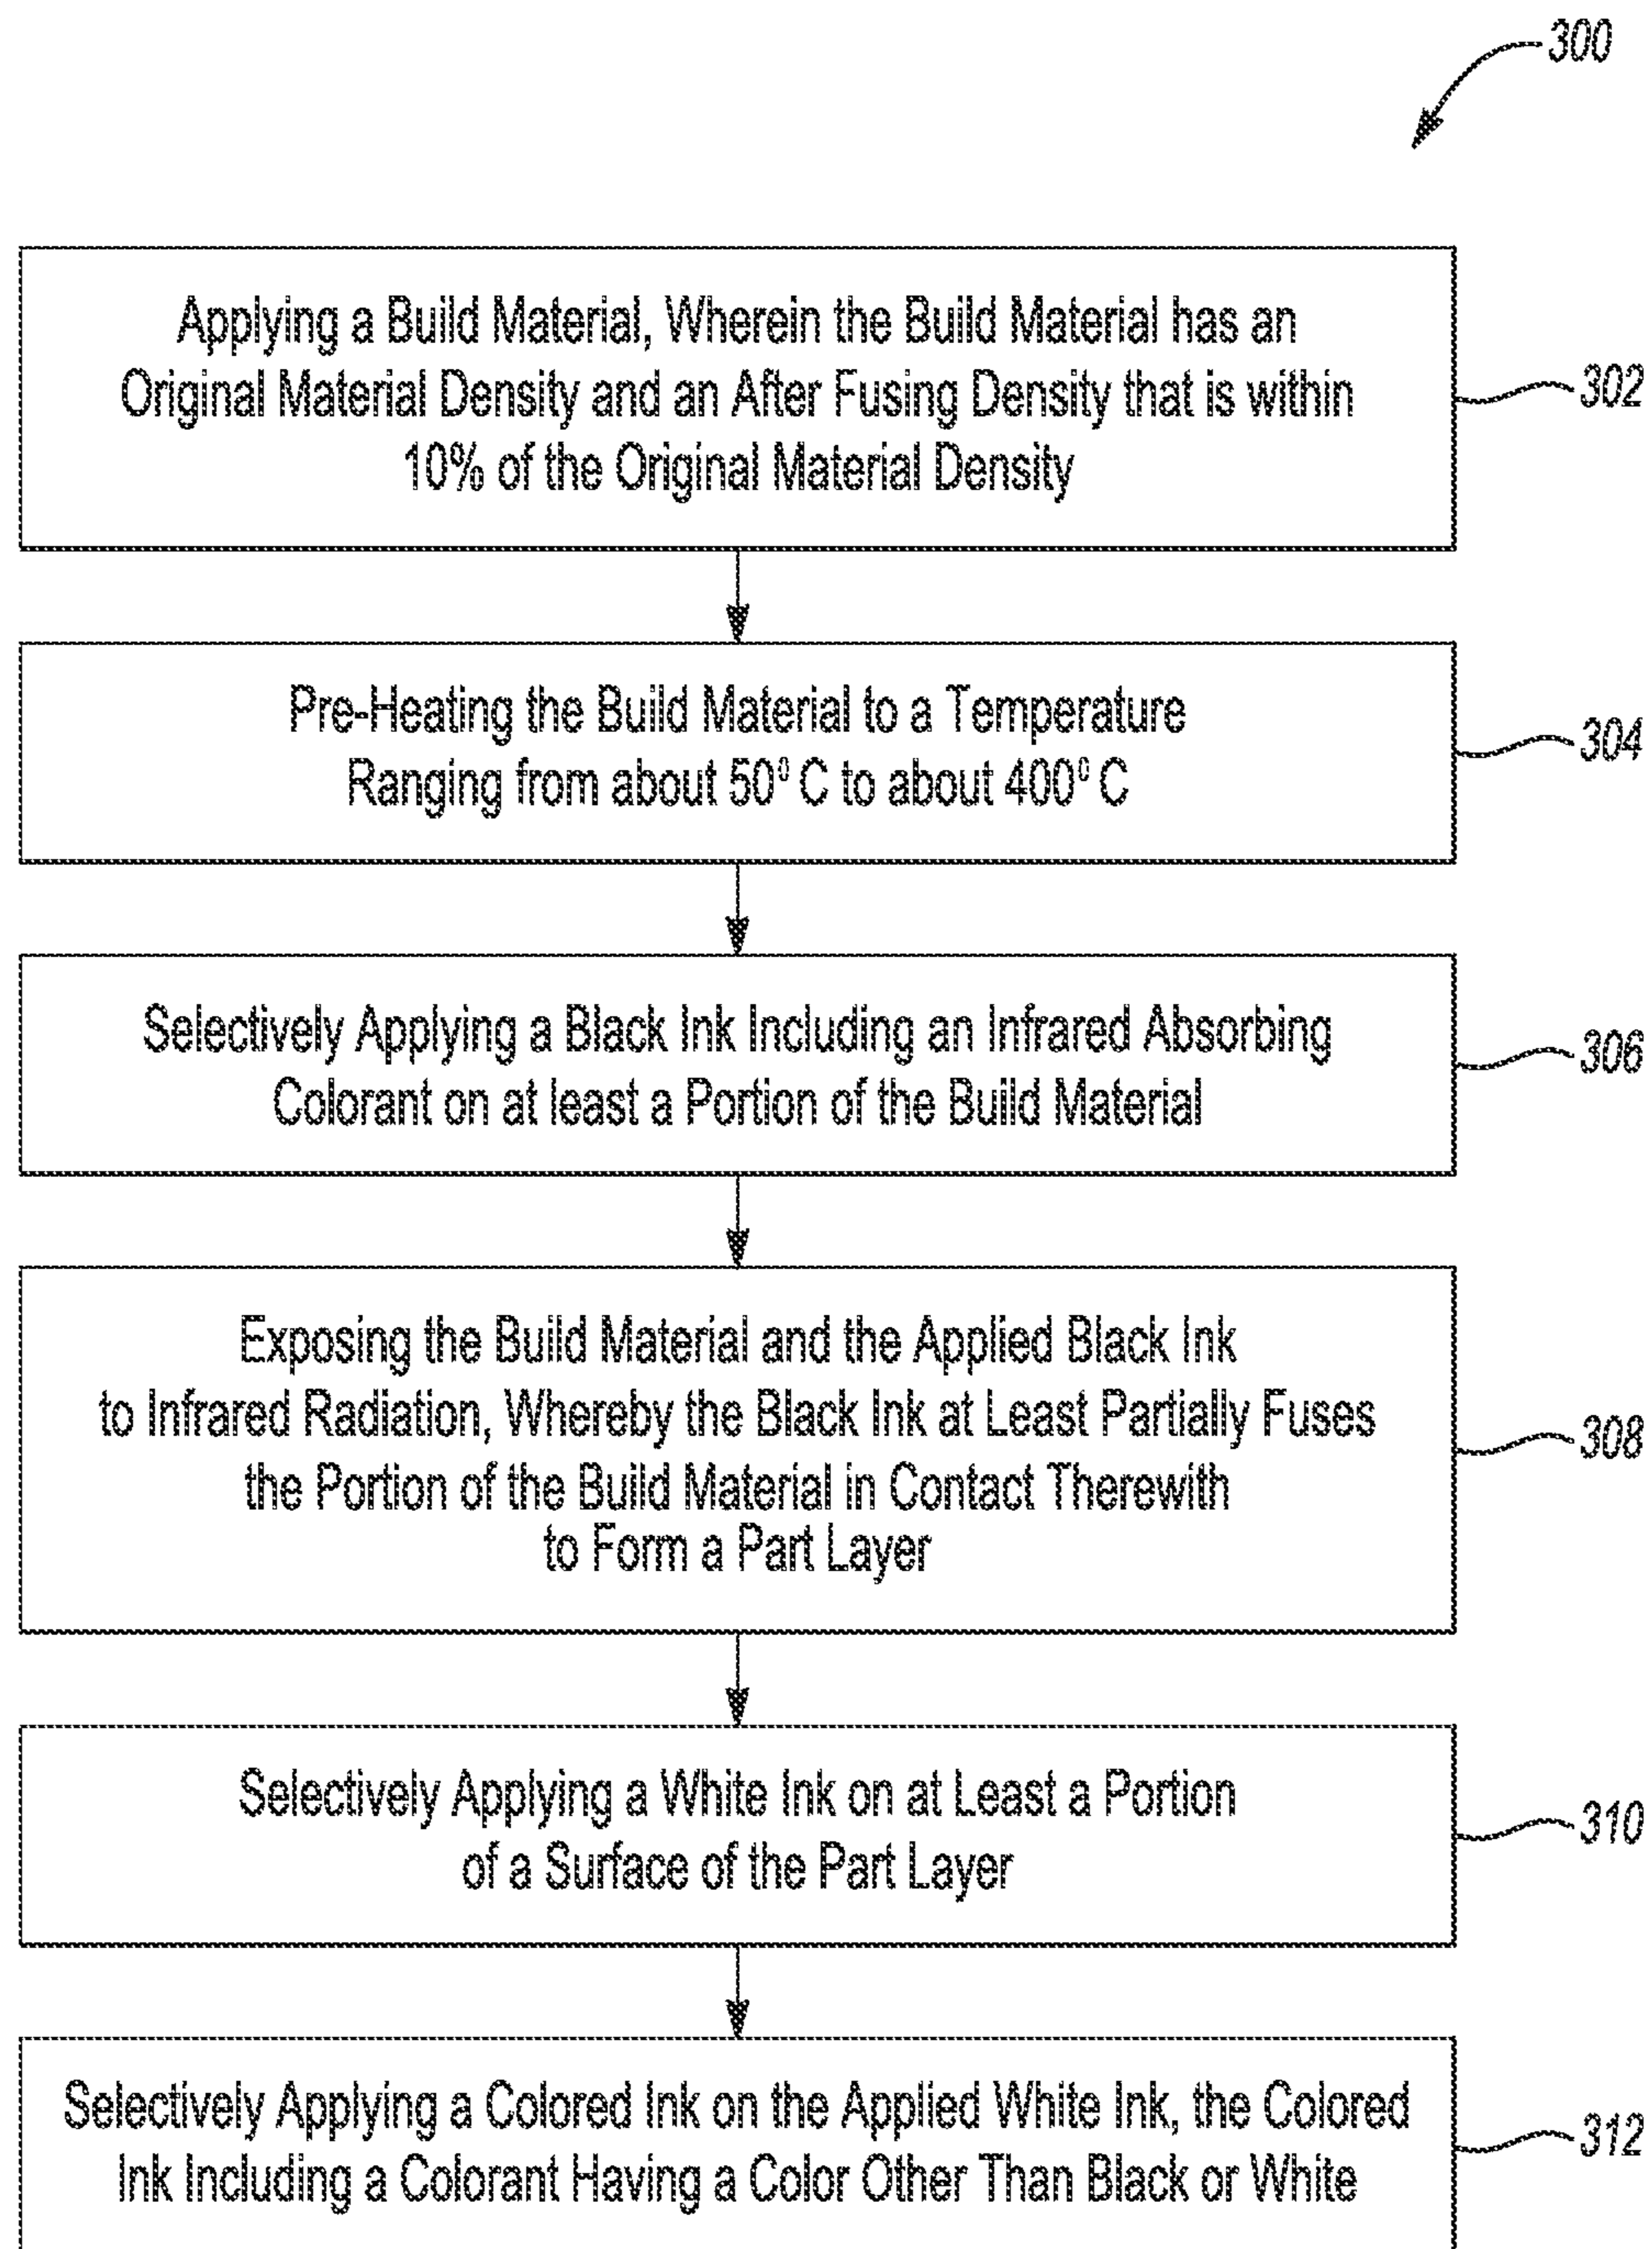 300
Applying a Build Material, Wherein the Build Material has an
Original Material Density and an After Fusing Density that is within
10% of the Original Material Density
302
Pre-Heating the Build Material to a Temperature
Ranging from about 50⁰ C to about 400⁰ C
304
Selectively Applying a Black Ink Including an Infrared Absorbing
Colorant on at least a Portion of the Build Material
306
Exposing the Build Material and the Applied Black Ink
to Infrared Radiation, Whereby the Black Ink at Least Partially Fuses
the Portion of the Build Material in Contact Therewith
to Form a Part Layer
308
Selectively Applying a White Ink on at Least a Portion
of a Surface of the Part Layer
310
Selectively Applying a Colored Ink on the Applied White Ink, the Colored
Ink Including a Colorant Having a Color Other Than Black or White
312